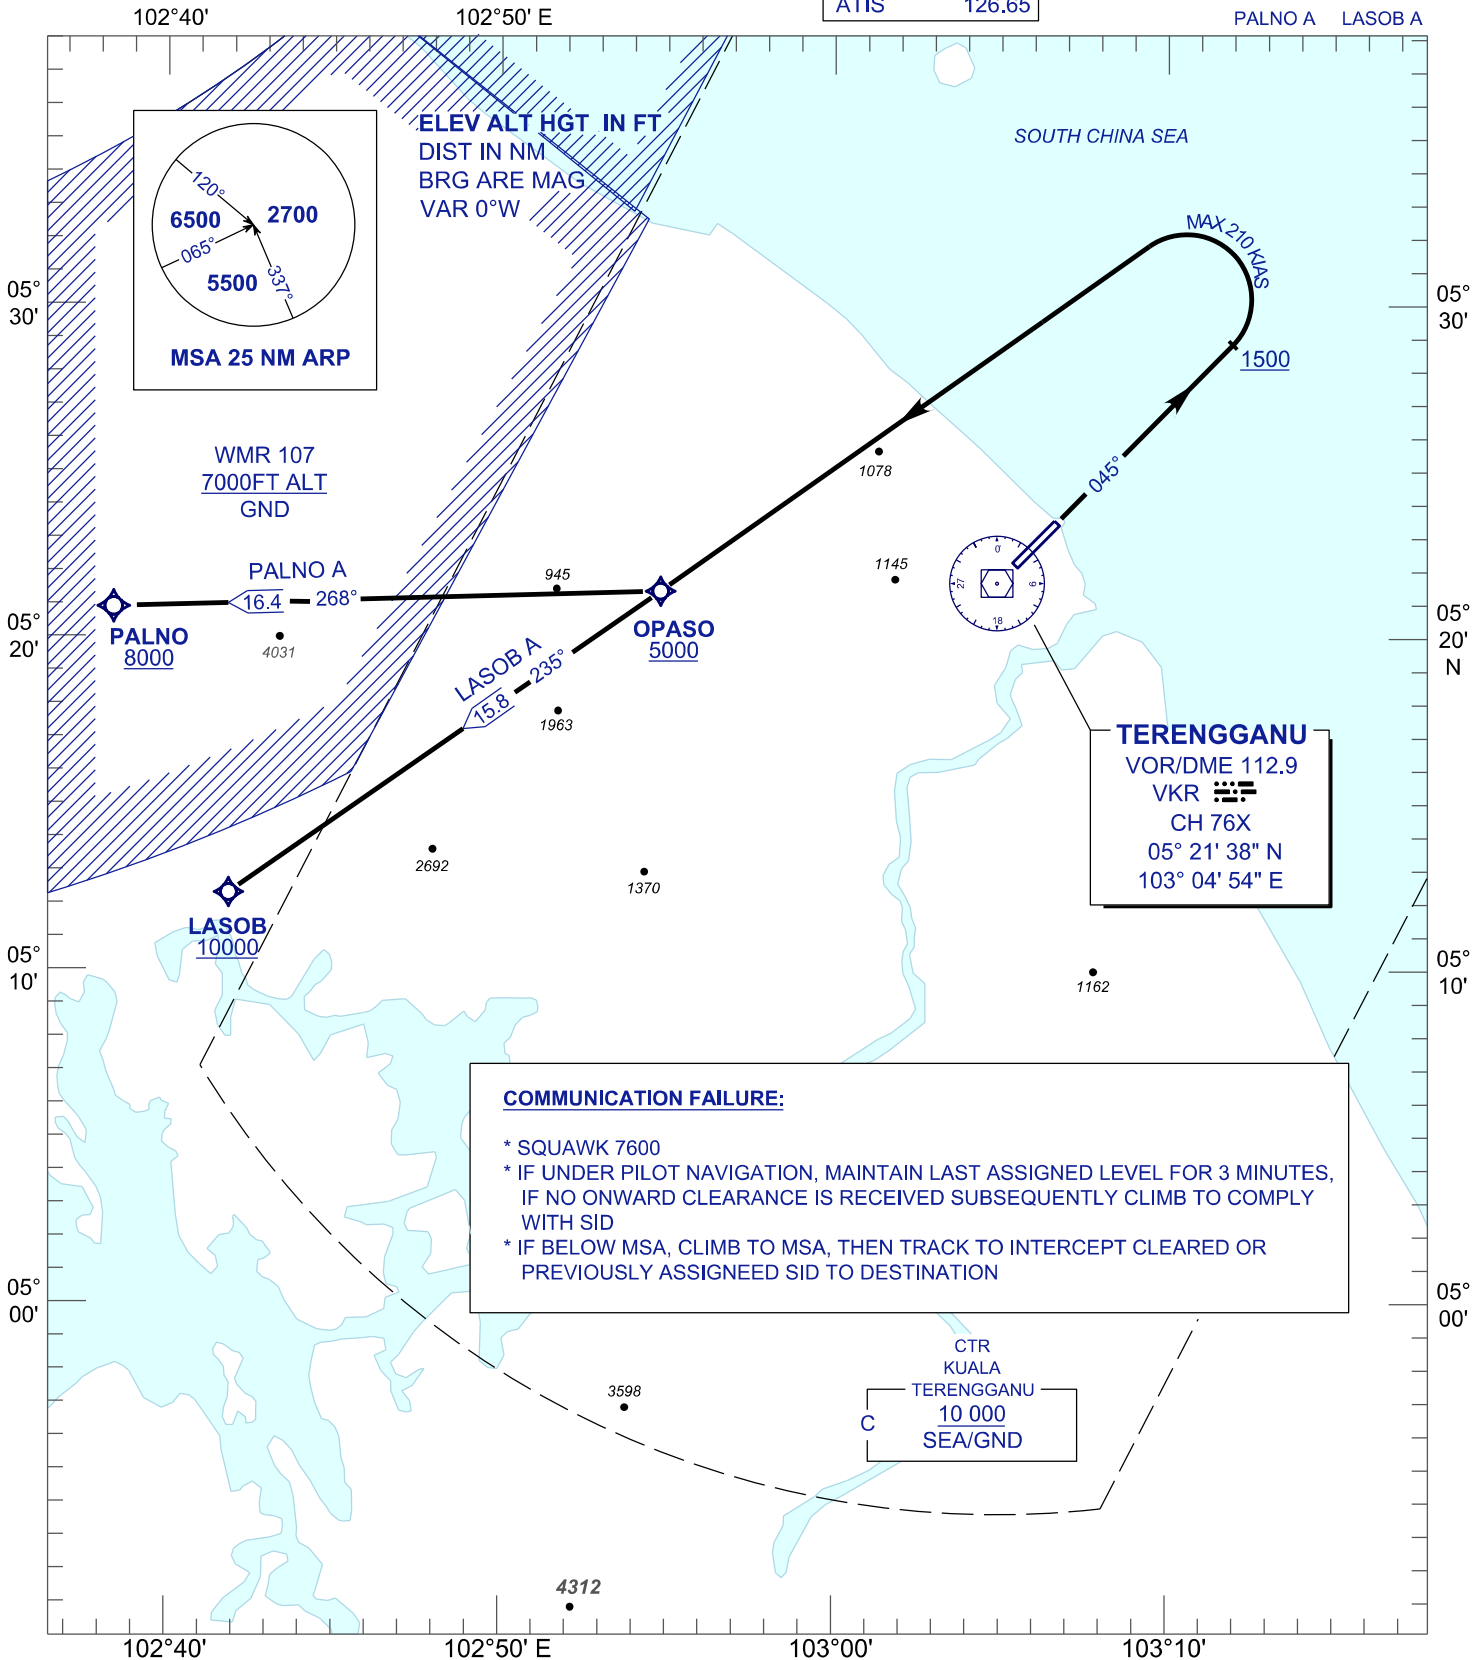 102°40'
102°50' E
ATIS 126.65
PALNO A LASOB A
ELEV ALT HGT IN FT
DIST IN NM
BRG ARE MAG
VAR 0°W
SOUTH CHINA SEA
120°
6500
2700
065°
5500
337°
MSA 25 NM ARP
MAX 210 KIAS
05°
30'
05°
30'
1500
WMR 107
7000FT ALT
GND
1078
045°
PALNO A
16.4
268°
945
1145
0
9
18
27
PALNO
8000
4031
OPASO
5000
05°
20'
05°
20'
N
LASOB A
15.8
235°
1963
TERENGGANU
VOR/DME 112.9
VKR
CH 76X
05° 21' 38" N
103° 04' 54" E
2692
1370
LASOB
10000
05°
10'
05°
10'
1162
COMMUNICATION FAILURE:
* SQUAWK 7600
* IF UNDER PILOT NAVIGATION, MAINTAIN LAST ASSIGNED LEVEL FOR 3 MINUTES,
IF NO ONWARD CLEARANCE IS RECEIVED SUBSEQUENTLY CLIMB TO COMPLY
WITH SID
* IF BELOW MSA, CLIMB TO MSA, THEN TRACK TO INTERCEPT CLEARED OR
PREVIOUSLY ASSIGNEED SID TO DESTINATION
05°
00'
05°
00'
CTR
KUALA
TERENGGANU
C
10 000
SEA/GND
3598
4312
102°40'
102°50' E
103°00'
103°10'